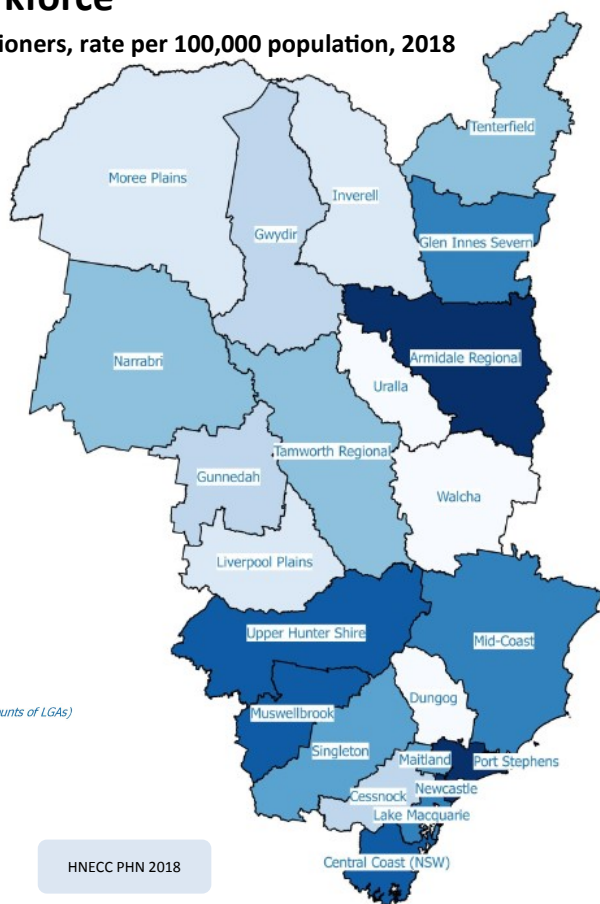 ioners, rate per 100,000 population, 2018
Tenterfield
Moree Plains
Inverell
Gwydir
Glen Innes Severn
Narrabri
Armidale Regional
Uralla
Tamworth Regional
Gunnedah
Walcha
Liverpool Plains
Upper Hunter Shire
Mid-Coast
Dungog
unts of LGAs)
Muswellbrook
Singleton
Maitland
Port Stephens
Newcastle
Cessnock
Lake Macquarie
Central Coast (NSW)
HNECC PHN 2018